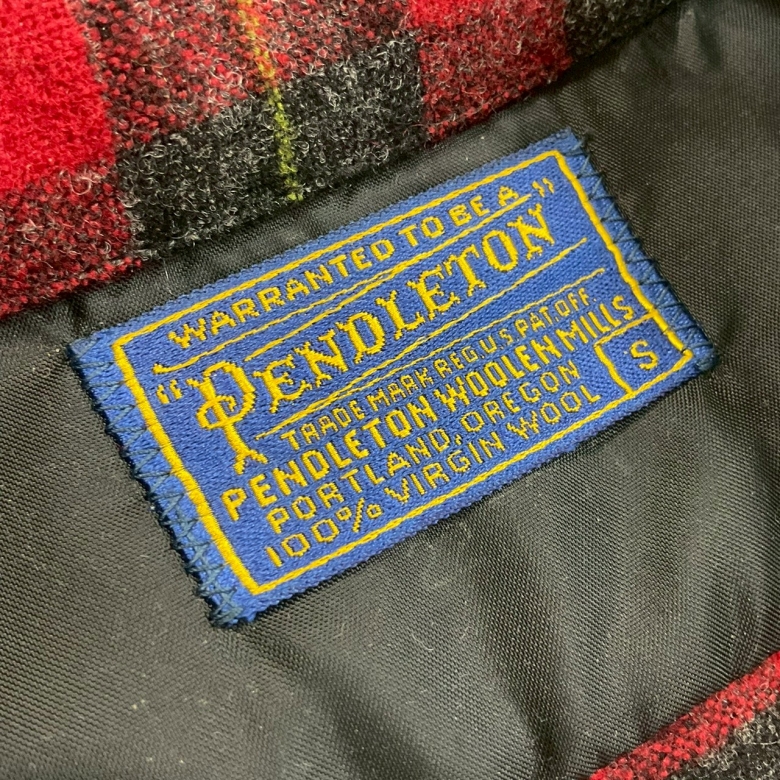 WARRANTED TO BE A
"PENDLETON"
TRADE MARK REG.U.S.PAT.OFF
PENDLETON WOOLEN MILLS
PORTLAND, OREGON
100% VIRGIN WOOL
S